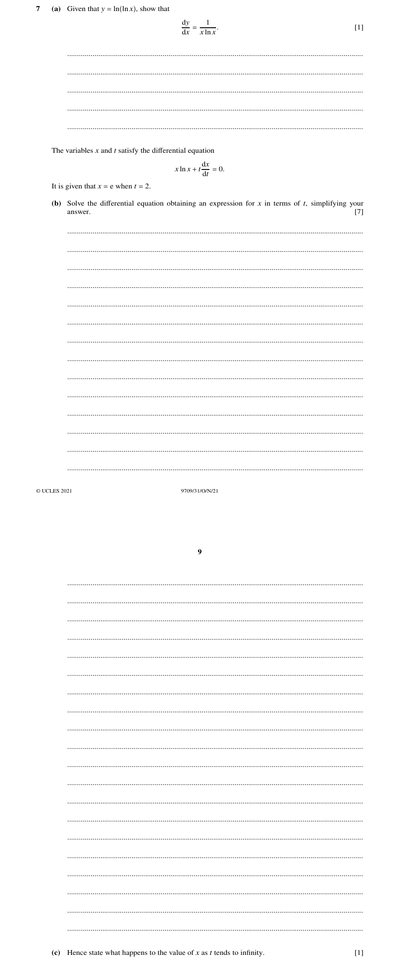 7 (a) Given that y = ln(ln x), show that
dy/dx = 1/(x ln x). [1]
The variables x and t satisfy the differential equation
x ln x + t dx/dt = 0.
It is given that x = e when t = 2.
(b) Solve the differential equation obtaining an expression for x in terms of t, simplifying your
answer. [7]
© UCLES 2021 9709/31/O/N/21
9
(c) Hence state what happens to the value of x as t tends to infinity. [1]